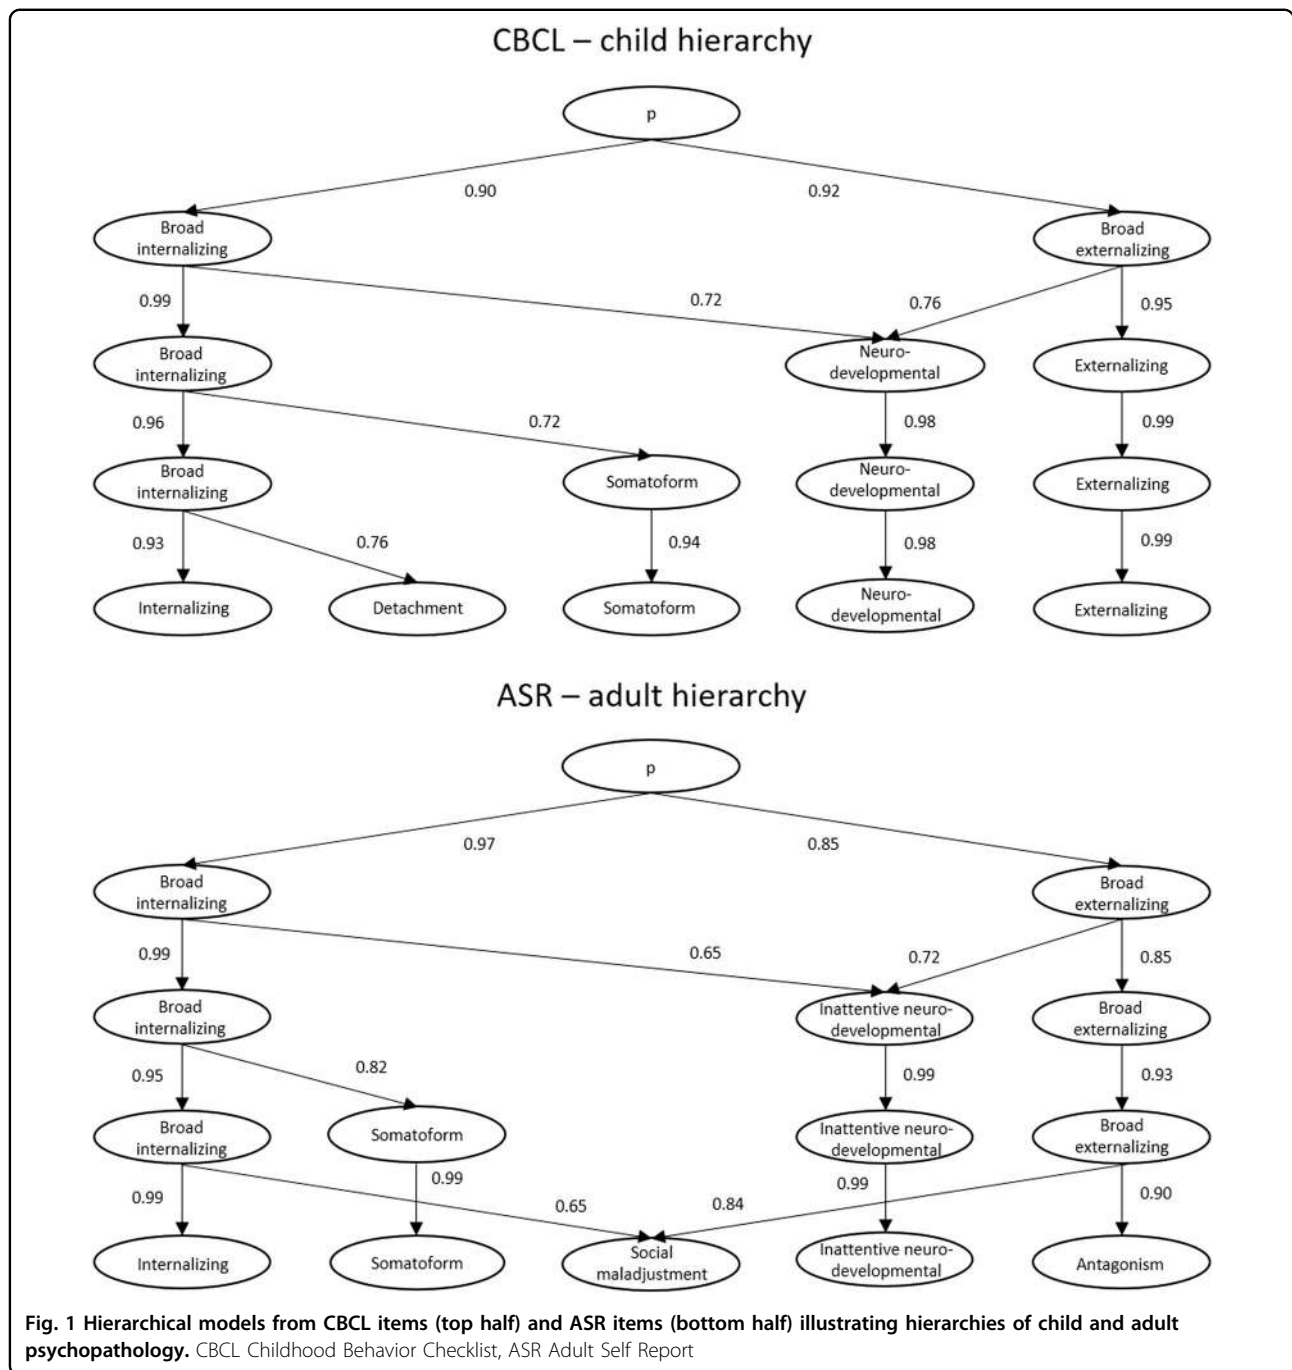 CBCL – child hierarchy
p
0.90
0.92
Broad
internalizing
Broad
externalizing
0.99
0.72
0.76
0.95
Broad
internalizing
Neuro-
developmental
Externalizing
0.96
0.72
0.98
0.99
Broad
internalizing
Somatoform
Neuro-
developmental
Externalizing
0.93
0.76
0.94
0.98
0.99
Internalizing
Detachment
Somatoform
Neuro-
developmental
Externalizing
ASR – adult hierarchy
p
0.97
0.85
Broad
internalizing
Broad
externalizing
0.99
0.65
0.72
0.85
Broad
internalizing
Inattentive neuro-
developmental
Broad
externalizing
0.95
0.82
0.99
0.93
Broad
internalizing
Somatoform
Inattentive neuro-
developmental
Broad
externalizing
0.99
0.99
0.65
0.84
0.99
0.90
Internalizing
Somatoform
Social
maladjustment
Inattentive neuro-
developmental
Antagonism
Fig. 1 Hierarchical models from CBCL items (top half) and ASR items (bottom half) illustrating hierarchies of child and adult
psychopathology. CBCL Childhood Behavior Checklist, ASR Adult Self Report